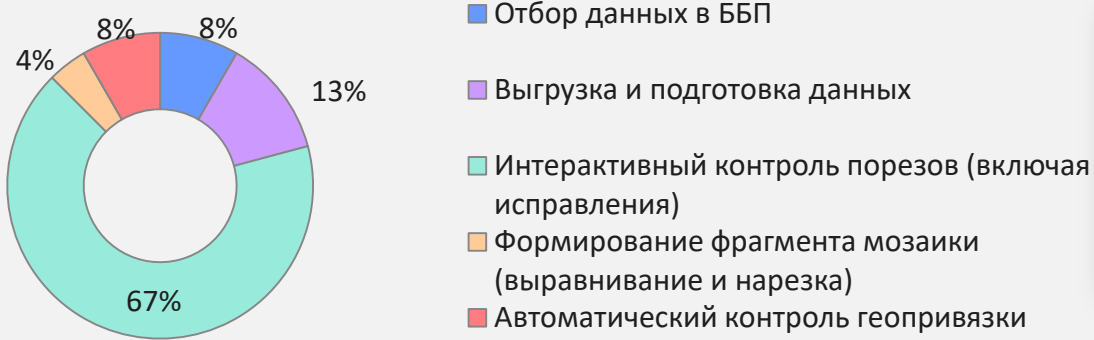 8%
8%
4%
13%
67%
Отбор данных в ББП
Выгрузка и подготовка данных
Интерактивный контроль порезов (включая
исправления)
Формирование фрагмента мозаики
(выравнивание и нарезка)
Автоматический контроль геопривязки